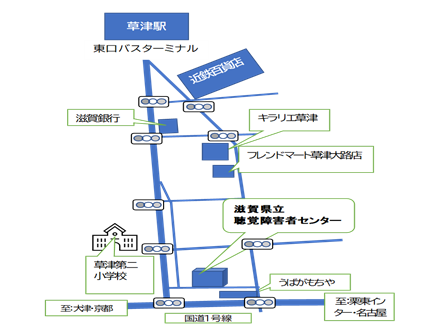 草津駅
東口バスターミナル
近鉄百貨店
滋賀銀行
キラリエ草津
フレンドマート草津大路店
滋賀県立
聴覚障害者センター
草津第二
小学校
うばがもちや
至:大津・京都
国道1号線
至:栗東イン
ター・名古屋